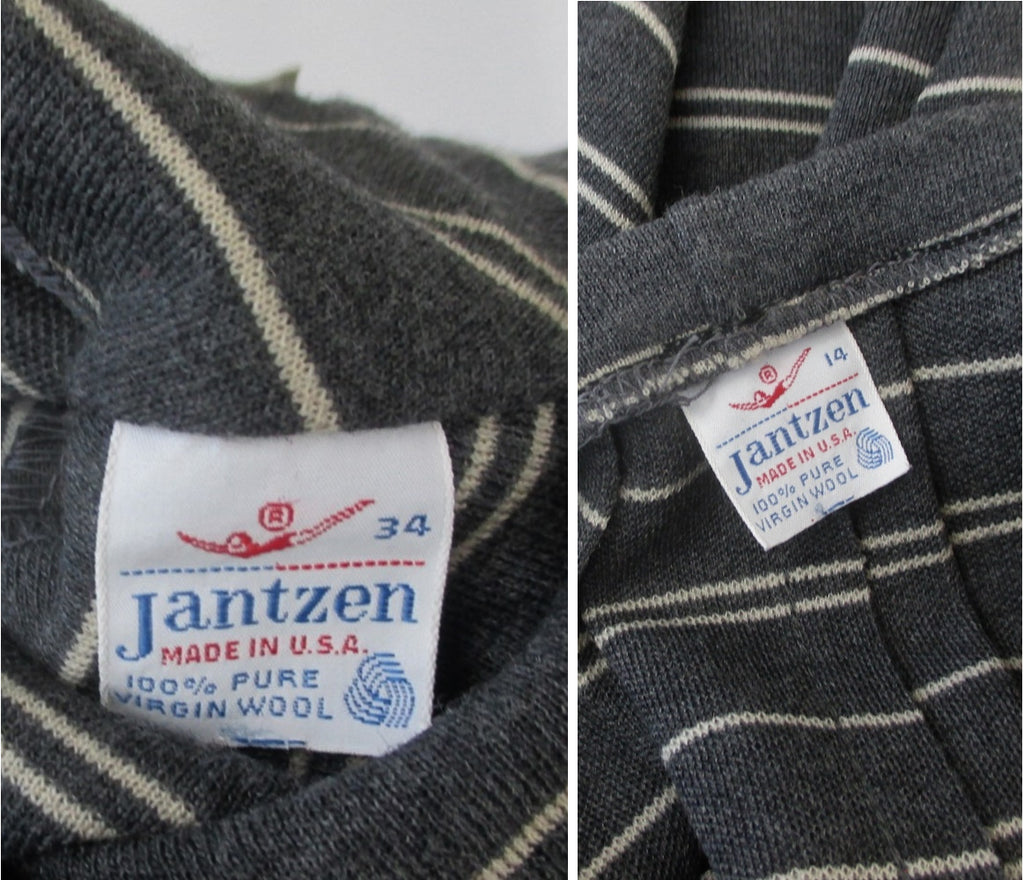 ® 34
Jantzen
MADE IN U.S.A.
100% PURE
VIRGIN WOOL
® 14
Jantzen
MADE IN U.S.A.
100% PURE
VIRGIN WOOL